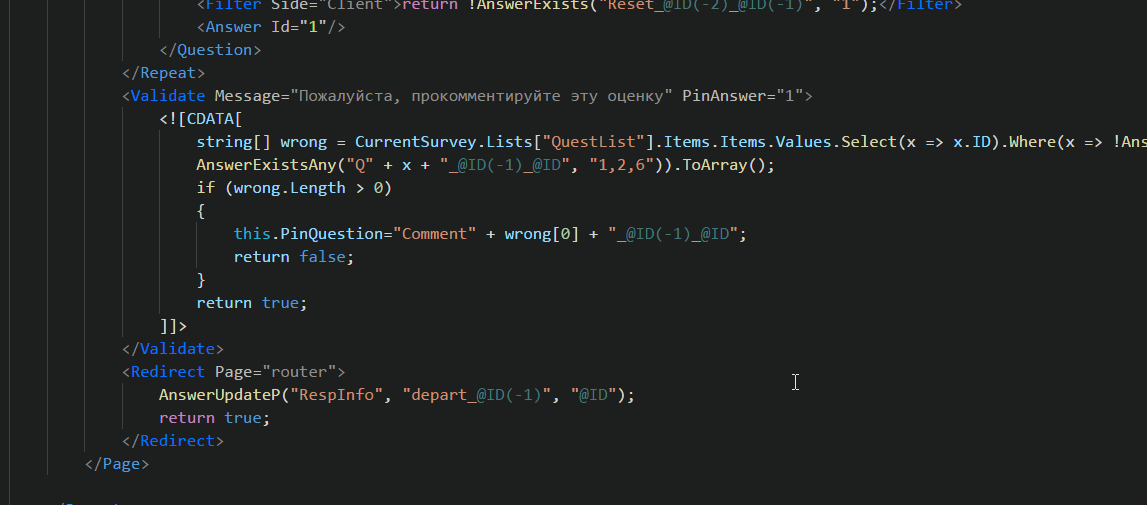 <Filter Side="Client">return !AnswerExists("Reset_@ID(-2)_@ID(-1)", "1");</Filter>
<Answer Id="1"/>
</Question>
</Repeat>
<Validate Message="Пожалуйста, прокомментируйте эту оценку" PinAnswer="1">
<![CDATA[
string[] wrong = CurrentSurvey.Lists["QuestList"].Items.Items.Values.Select(x => x.ID).Where(x => !Ans
AnswerExistsAny("Q" + x + "_@ID(-1)_@ID", "1,2,6")).ToArray();
if (wrong.Length > 0)
{
this.PinQuestion="Comment" + wrong[0] + "_@ID(-1)_@ID";
return false;
}
return true;
]]>
</Validate>
<Redirect Page="router">
AnswerUpdateP("RespInfo", "depart_@ID(-1)", "@ID");
return true;
</Redirect>
</Page>